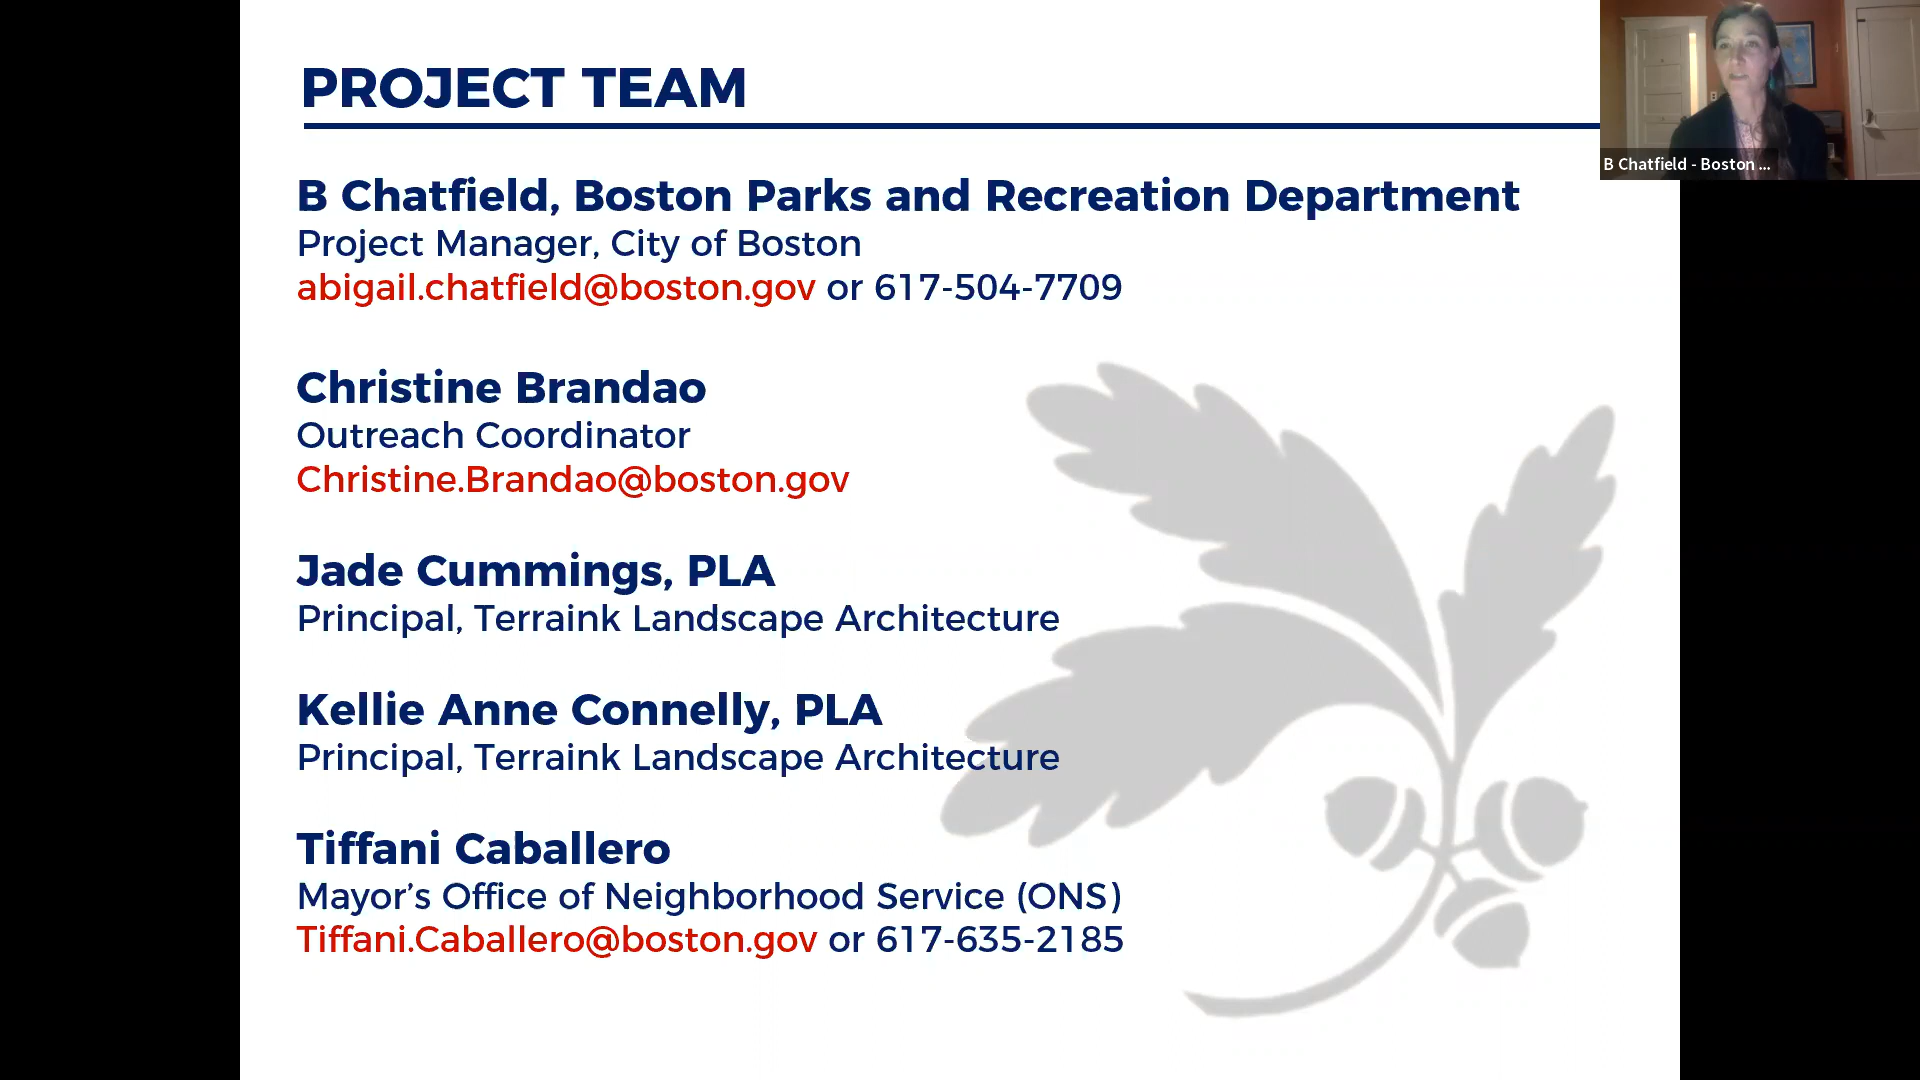 PROJECT TEAM
B Chatfield - Boston ...
B Chatfield, Boston Parks and Recreation Department
Project Manager, City of Boston
abigail.chatfield@boston.gov or 617-504-7709
Christine Brandao
Outreach Coordinator
Christine.Brandao@boston.gov
Jade Cummings, PLA
Principal, Terraink Landscape Architecture
Kellie Anne Connelly, PLA
Principal, Terraink Landscape Architecture
Tiffani Caballero
Mayor’s Office of Neighborhood Service (ONS)
Tiffani.Caballero@boston.gov or 617-635-2185